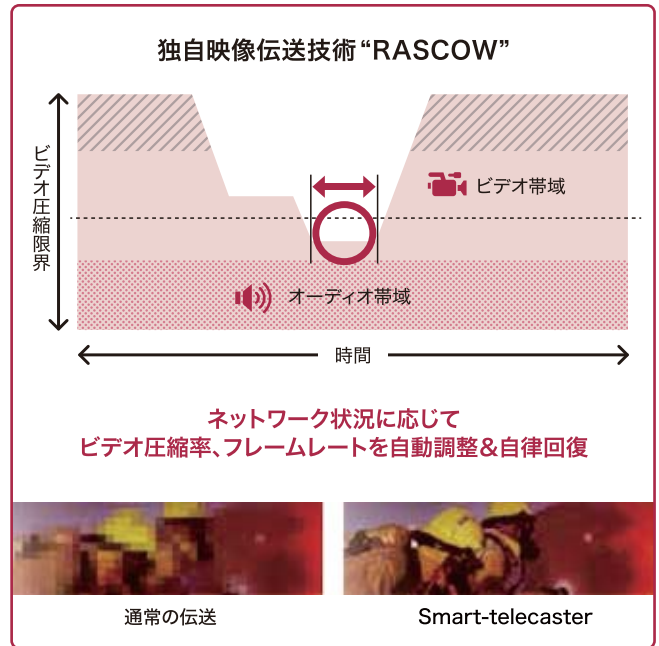 独自映像伝送技術“RASCOW”
ビデオ圧縮限界
ビデオ帯域
オーディオ帯域
時間
ネットワーク状況に応じて
ビデオ圧縮率、フレームレートを自動調整&自律回復
通常の伝送
Smart-telecaster